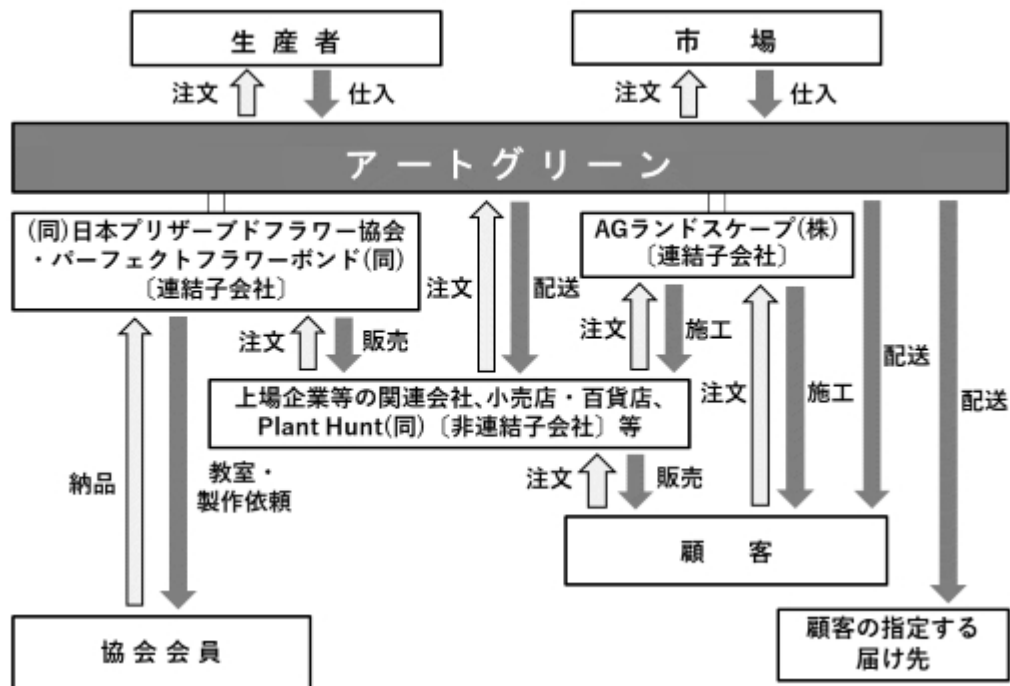 生産者
市場
注文
仕入
注文
仕入
アートグリーン
(同)日本プリザーブドフラワー協会
・パーフェクトフラワーボンド(同)
〔連結子会社〕
AGランドスケープ(株)
〔連結子会社〕
注文
配送
注文
販売
注文
施工
上場企業等の関連会社、小売店・百貨店、
Plant Hunt(同)〔非連結子会社〕等
注文
施工
配送
配送
納品
教室・
製作依頼
注文
販売
顧客
協会会員
顧客の指定する
届け先